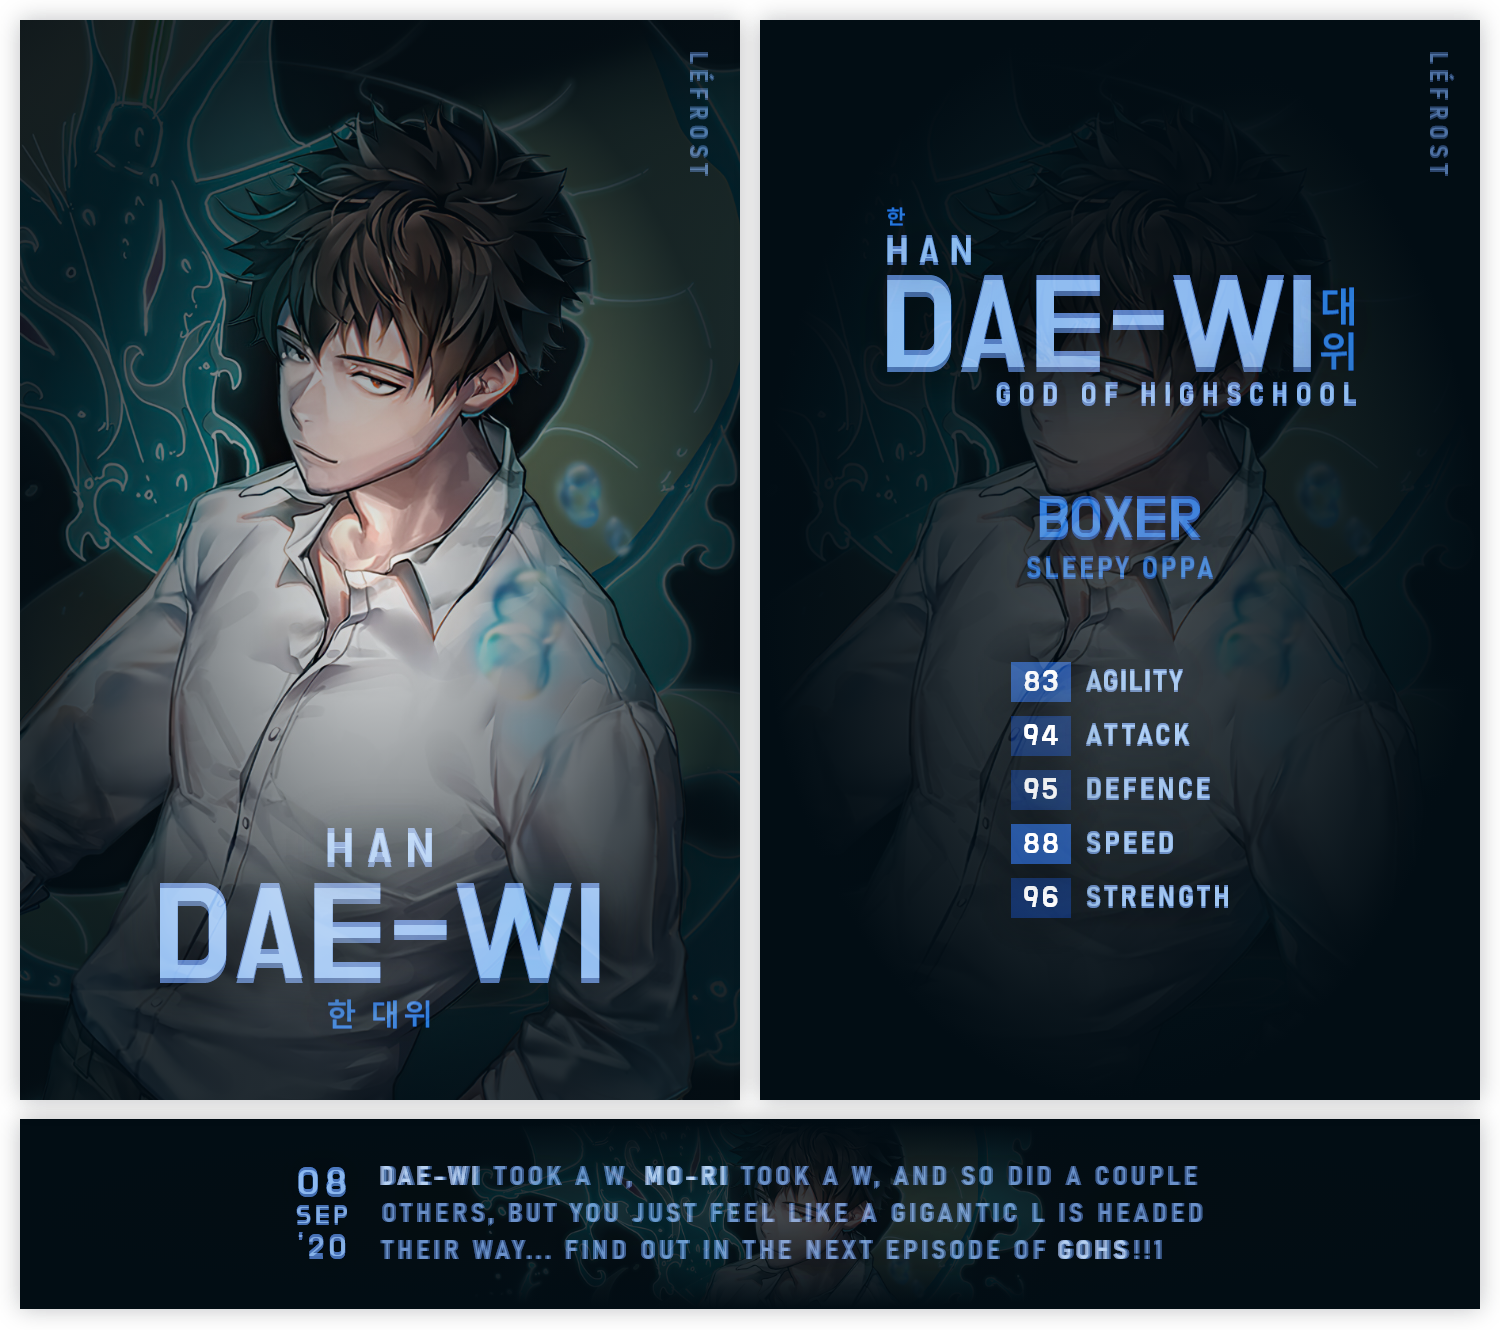 LÉFROST
HAN
DAE-WI
한 대위
LÉFROST
한
HAN
DAE-WI
대
위
GOD OF HIGHSCHOOL
BOXER
SLEEPY OPPA
83 AGILITY
94 ATTACK
95 DEFENCE
88 SPEED
96 STRENGTH
08
SEP
'20
DAE-WI TOOK A W, MO-RI TOOK A W, AND SO DID A COUPLE
OTHERS, BUT YOU JUST FEEL LIKE A GIGANTIC L IS HEADED
THEIR WAY... FIND OUT IN THE NEXT EPISODE OF GOHS!!1